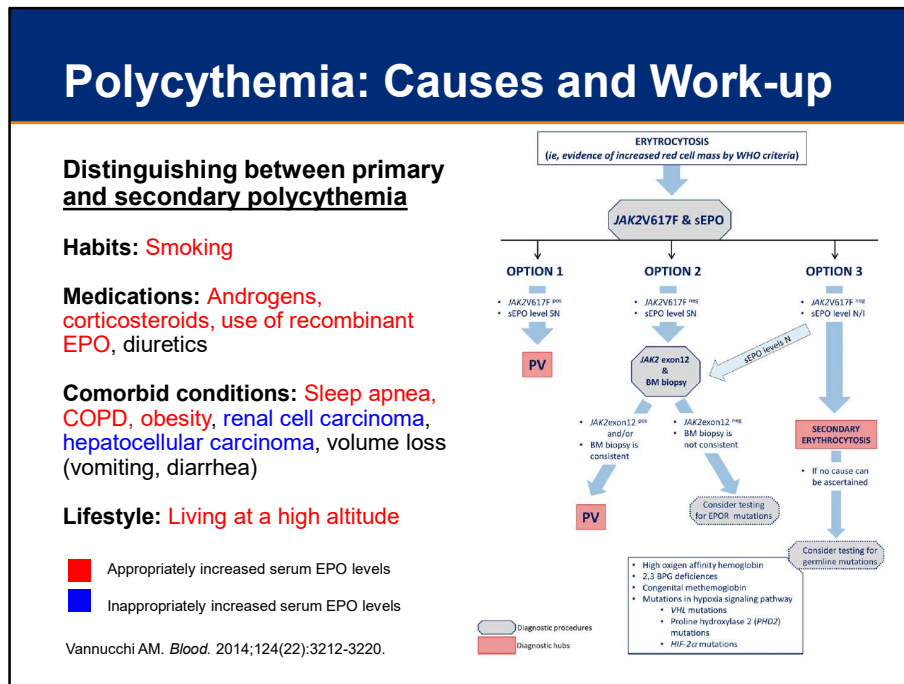 Polycythemia: Causes and Work-up
Distinguishing between primary
and secondary polycythemia
Habits: Smoking
Medications: Androgens,
corticosteroids, use of recombinant
EPO, diuretics
Comorbid conditions: Sleep apnea,
COPD, obesity, renal cell carcinoma,
hepatocellular carcinoma, volume loss
(vomiting, diarrhea)
Lifestyle: Living at a high altitude
Appropriately increased serum EPO levels
Inappropriately increased serum EPO levels
Vannucchi AM. Blood. 2014;124(22):3212-3220.
ERYTROCYTOSIS
(ie, evidence of increased red cell mass by WHO criteria)
JAK2V617F & sEPO
OPTION 1
• JAK2V617F pos
• sEPO level SN
PV
OPTION 2
• JAK2V617F neg
• sEPO level SN
JAK2 exon12
&
BM biopsy
• JAK2exon12 pos
and/or
• BM biopsy is
consistent
PV
• JAK2exon12 neg
• BM biopsy is
not consistent
Consider testing
for EPOR mutations
OPTION 3
• JAK2V617F neg
• sEPO level N/I
sEPO levels N
SECONDARY
ERYTHROCYTOSIS
• If no cause can
be ascertained
Consider testing for
germline mutations
• High oxigen affinity hemoglobin
• 2,3 BPG deficiences
• Congenital methemoglobin
• Mutations in hypoxia signaling pathway
• VHL mutations
• Proline hydroxylase 2 (PHD2)
mutations
• HIF-2α mutations
Diagnostic procedures
Diagnostic hubs